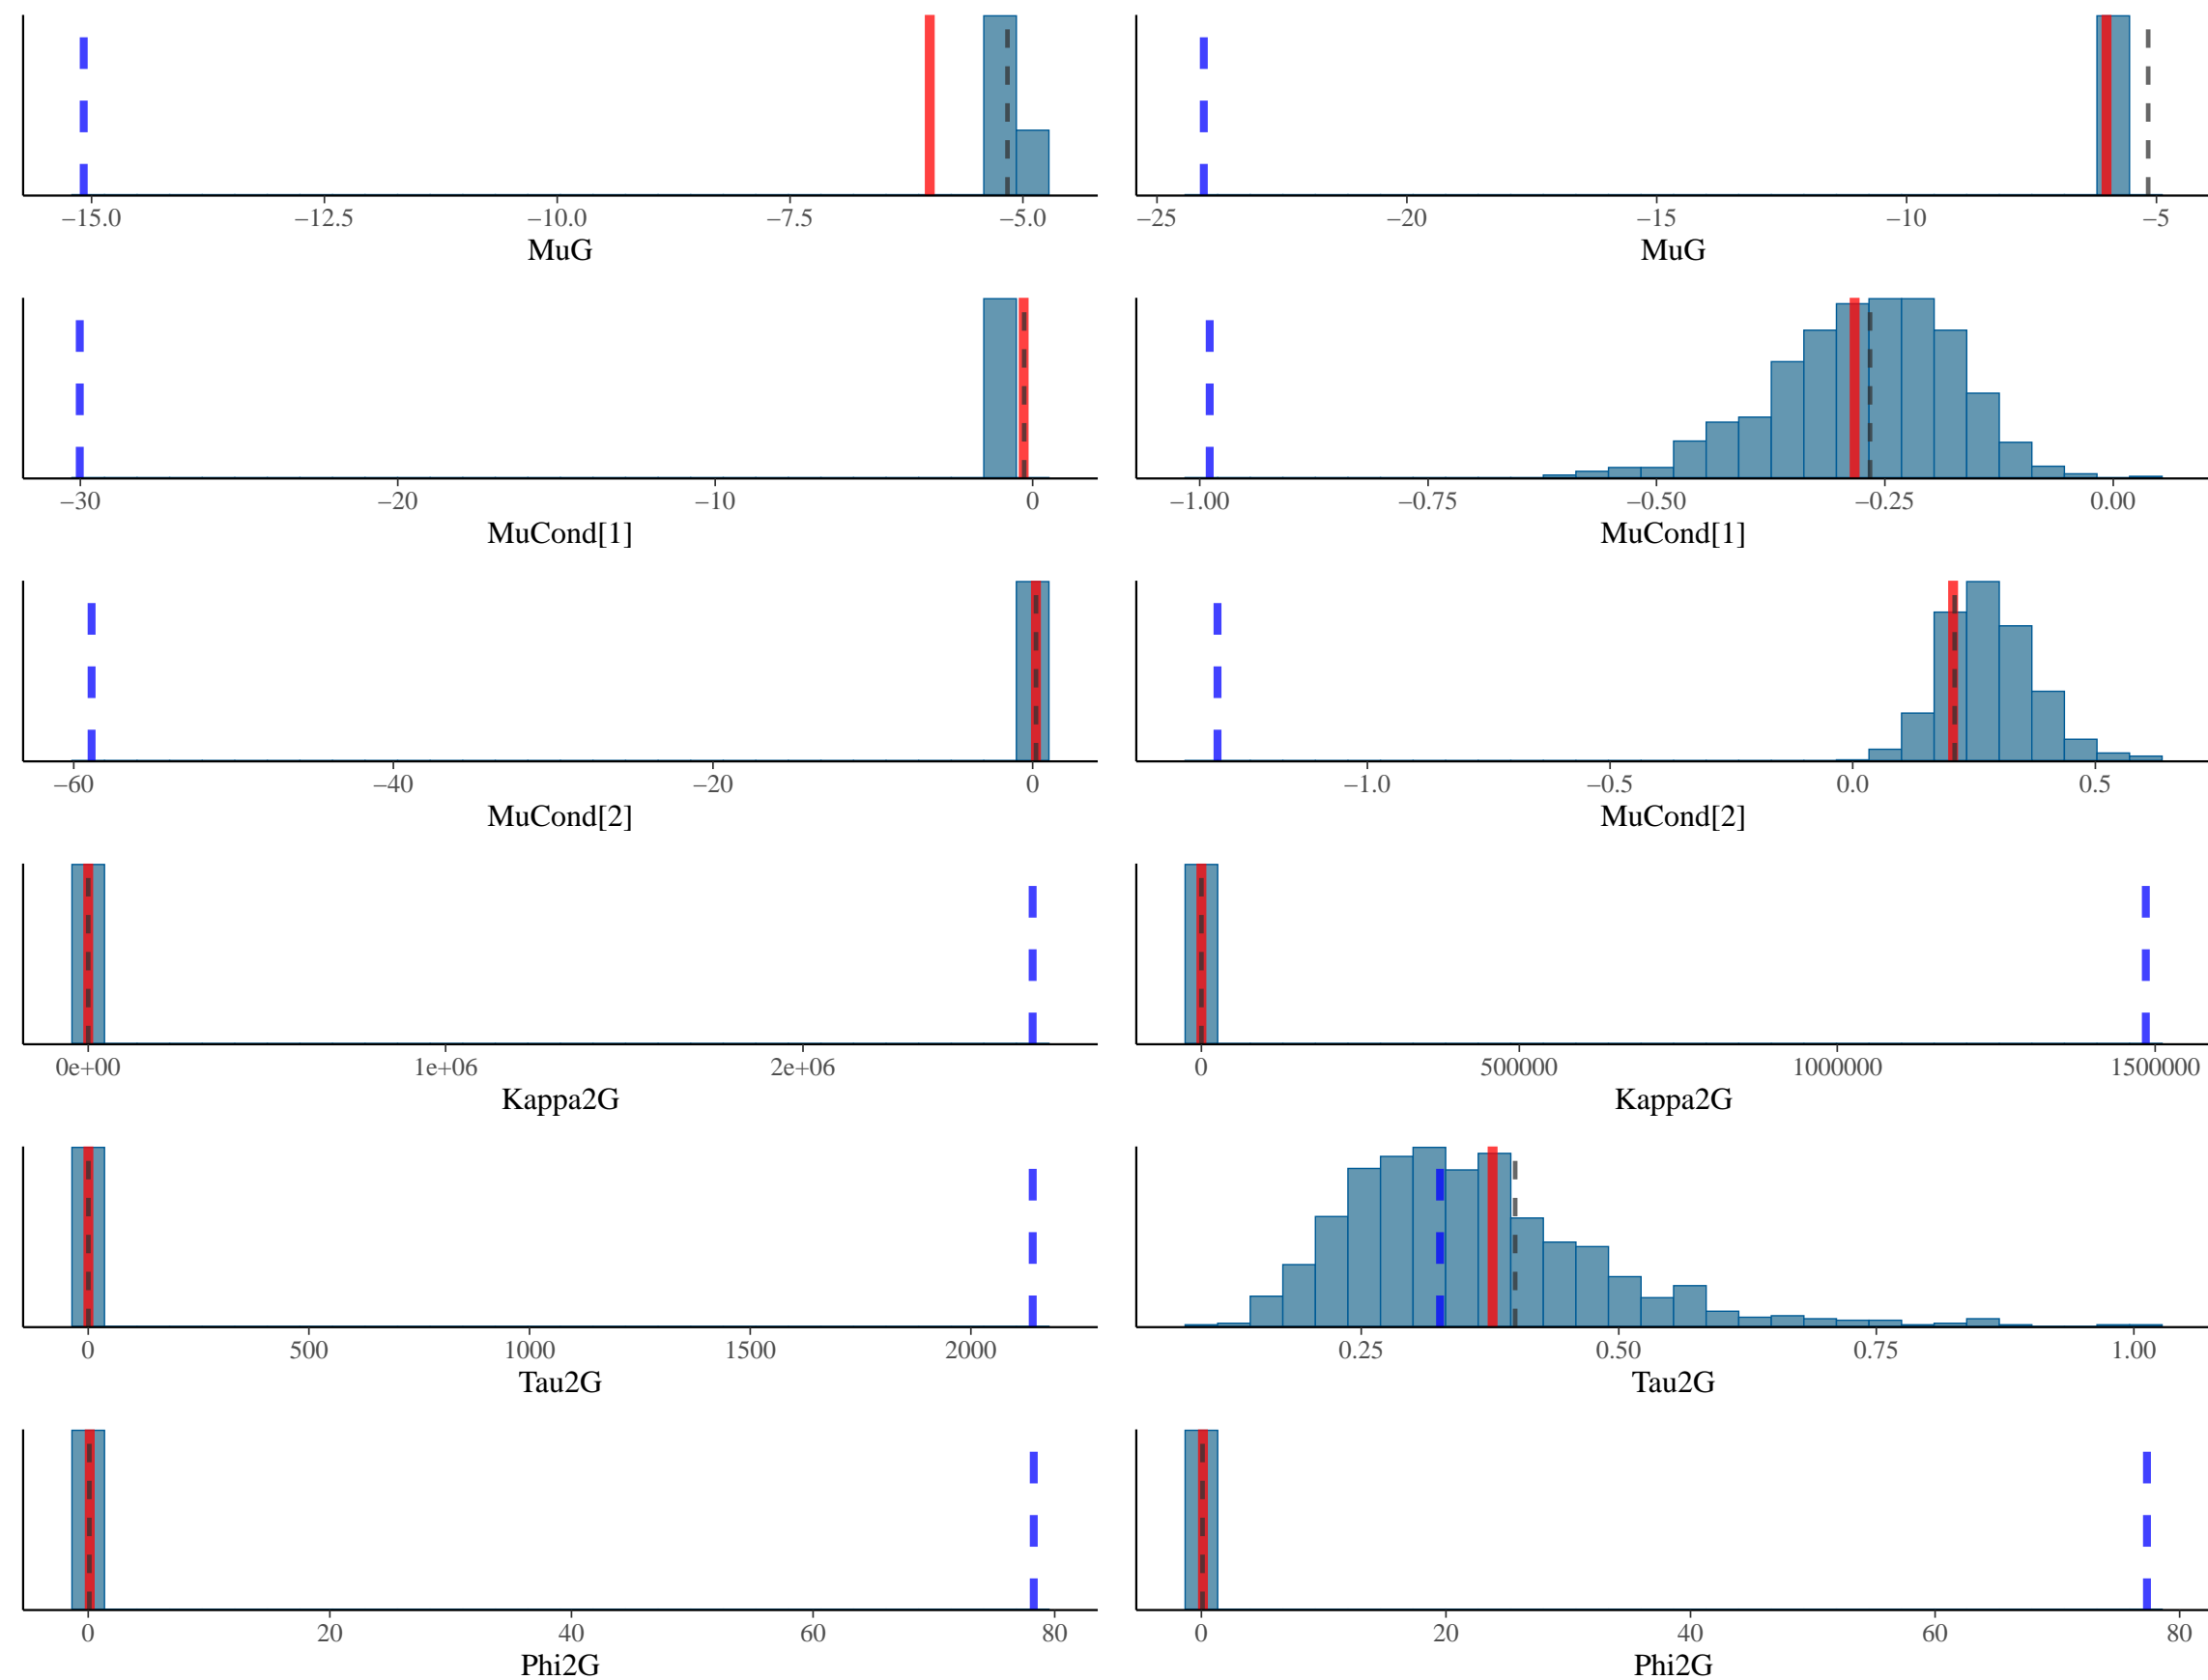 −15.0 −12.5 −10.0 −7.5 −5.0
MuG
−25 −20 −15 −10 −5
MuG
−30 −20 −10 0
MuCond[1]
−1.00 −0.75 −0.50 −0.25 0.00
MuCond[1]
−60 −40 −20 0
MuCond[2]
−1.0 −0.5 0.0 0.5
MuCond[2]
0e+00 1e+06 2e+06
Kappa2G
0 500000 1000000 1500000
Kappa2G
0 500 1000 1500 2000
Tau2G
0.25 0.50 0.75 1.00
Tau2G
0 20 40 60 80
Phi2G
0 20 40 60 80
Phi2G